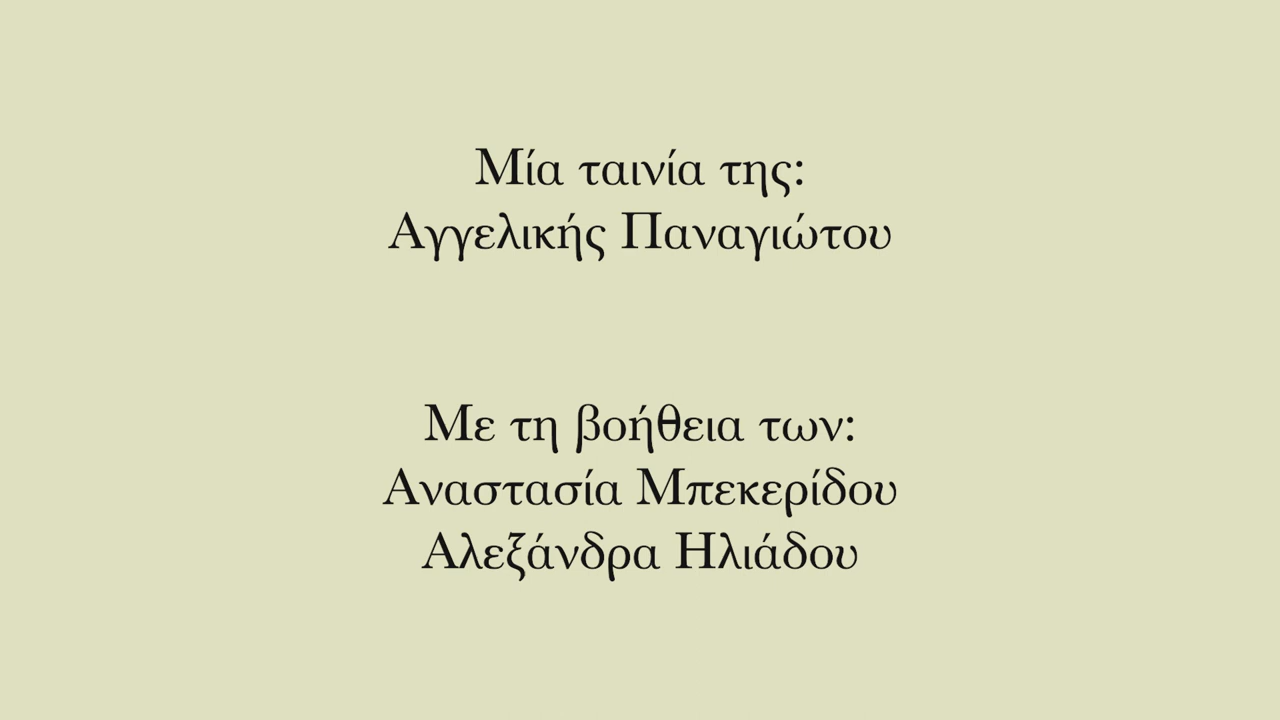 Μία ταινία της:
Αγγελικής Παναγιώτου
Με τη βοήθεια των:
Αναστασία Μπεκερίδου
Αλεξάνδρα Ηλιάδου